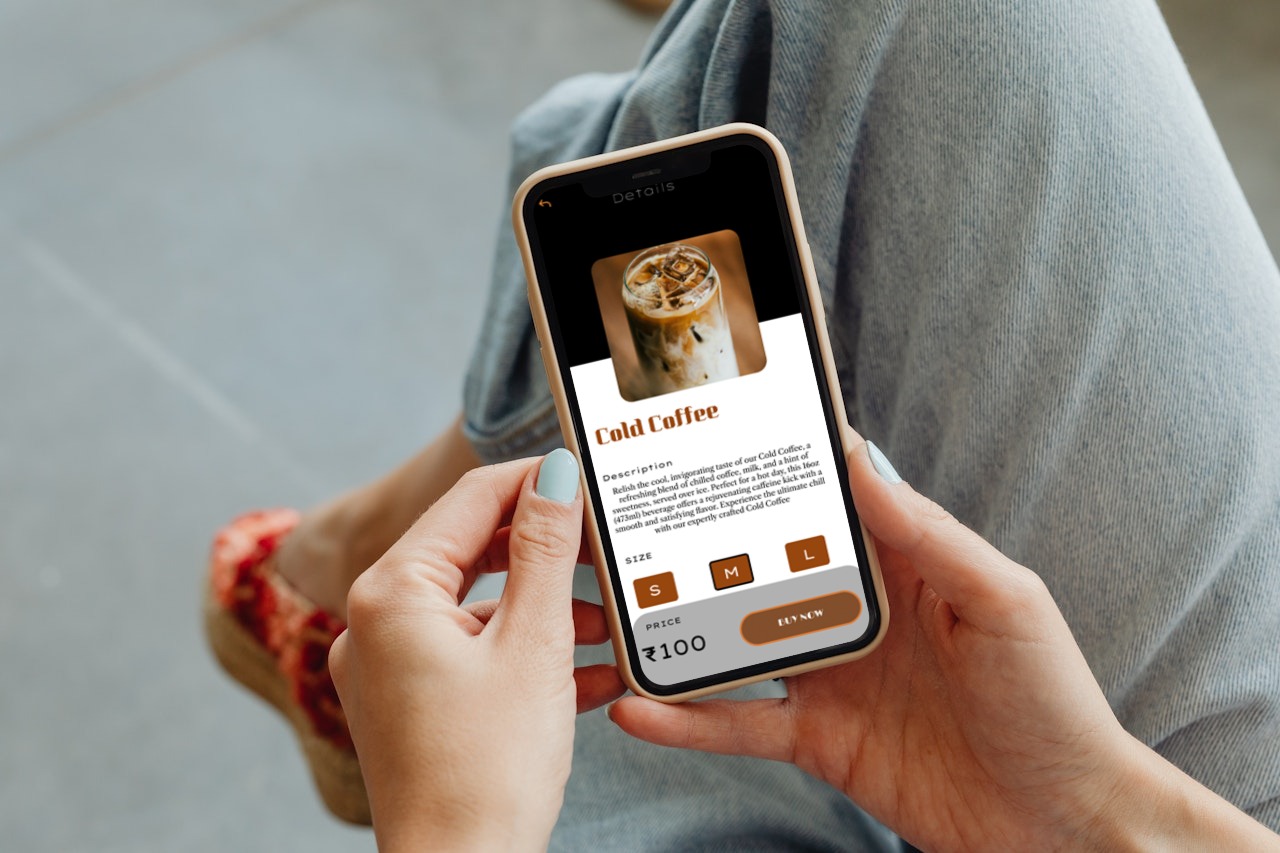 Details
Cold Coffee
Description
Relish the cool, invigorating taste of our Cold Coffee, a
refreshing blend of chilled coffee, milk, and a hint of
sweetness, served over ice. Perfect for a hot day, this 16oz
(473ml) beverage offers a rejuvenating caffeine kick with a
smooth and satisfying flavor. Experience the ultimate chill
with our expertly crafted Cold Coffee
SIZE
S M L
PRICE
₹100
BUY NOW